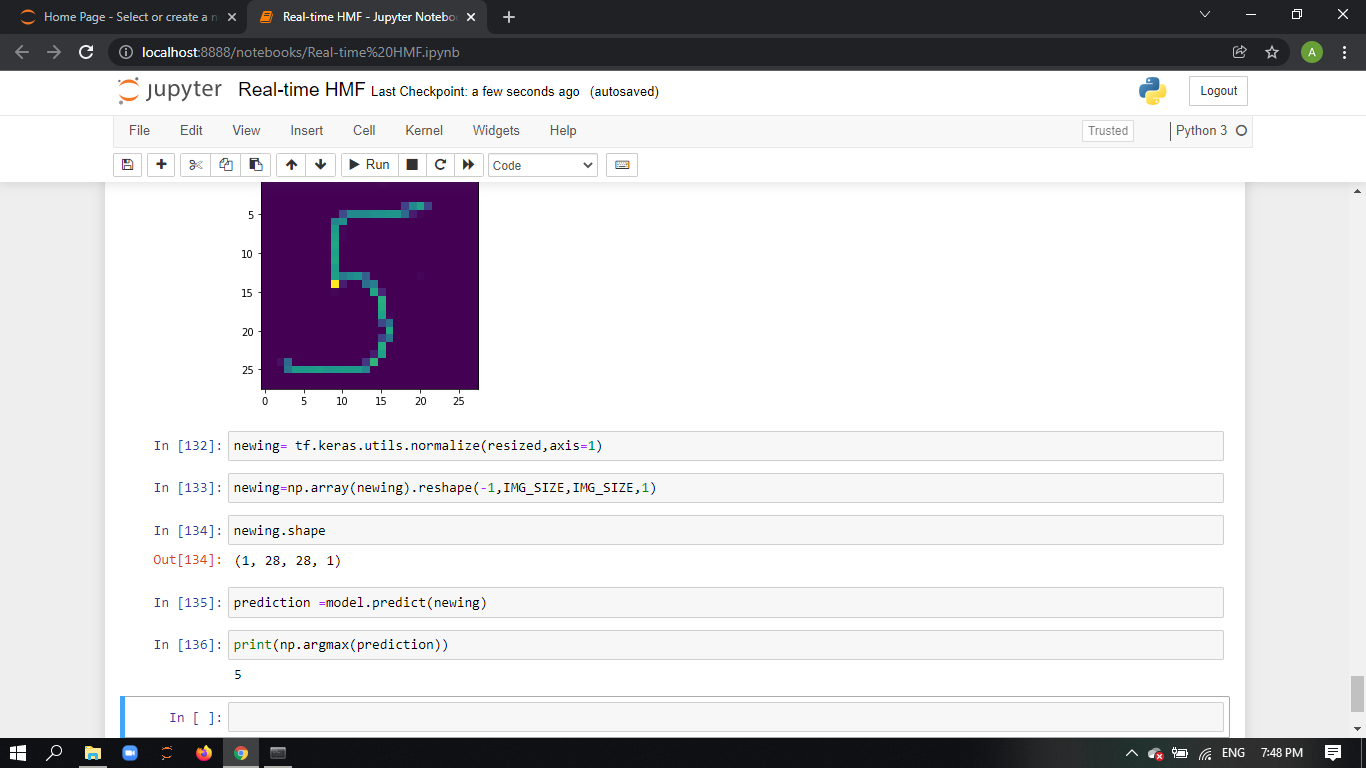 Home Page - Select or create a n
Real-time HMF - Jupyter Notebo
localhost:8888/notebooks/Real-time%20HMF.ipynb
A
jupyter Real-time HMF Last Checkpoint: a few seconds ago (autosaved)
Logout
File Edit View Insert Cell Kernel Widgets Help
Trusted
Python 3
Run
Code
5
10
15
20
25
0 5 10 15 20 25
In [132]: newing= tf.keras.utils.normalize(resized,axis=1)
In [133]: newing=np.array(newing).reshape(-1,IMG_SIZE,IMG_SIZE,1)
In [134]: newing.shape
Out[134]: (1, 28, 28, 1)
In [135]: prediction =model.predict(newing)
In [136]: print(np.argmax(prediction))
5
In [ ]:
ENG 7:48 PM